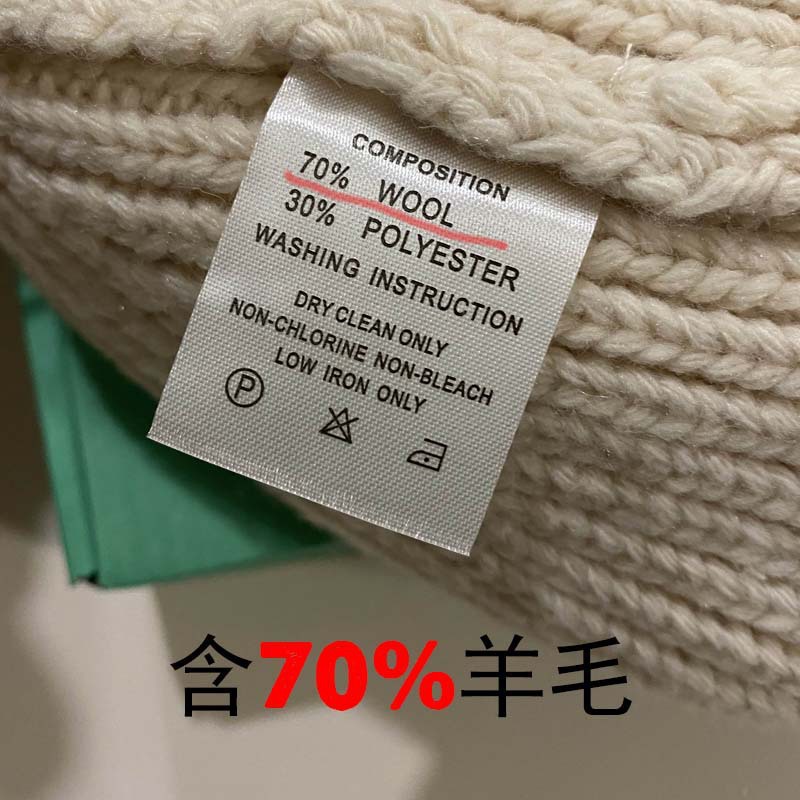 COMPOSITION
70% WOOL
30% POLYESTER
WASHING INSTRUCTION
DRY CLEAN ONLY
NON-CHLORINE NON-BLEACH
LOW IRON ONLY
P
含70%羊毛